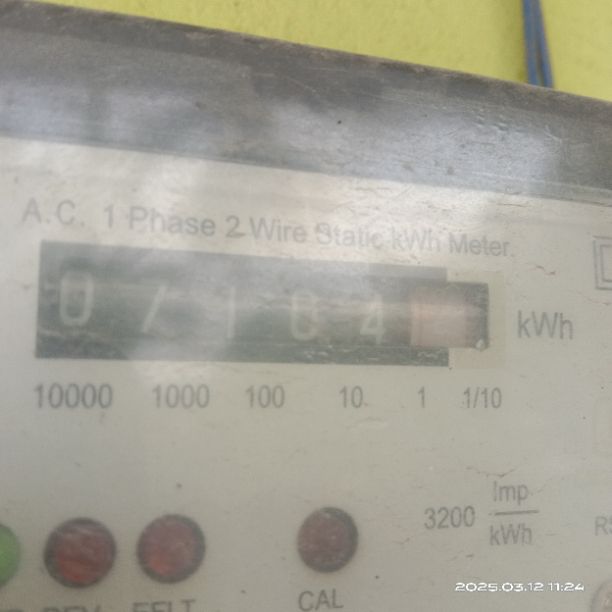 A.C. 1 Phase 2 Wire Static kWh Meter.
0 7 1 0 4 kWh
10000 1000 100 10 1 1/10
3200 Imp/kWh
CAL
2025.03.12 11:24